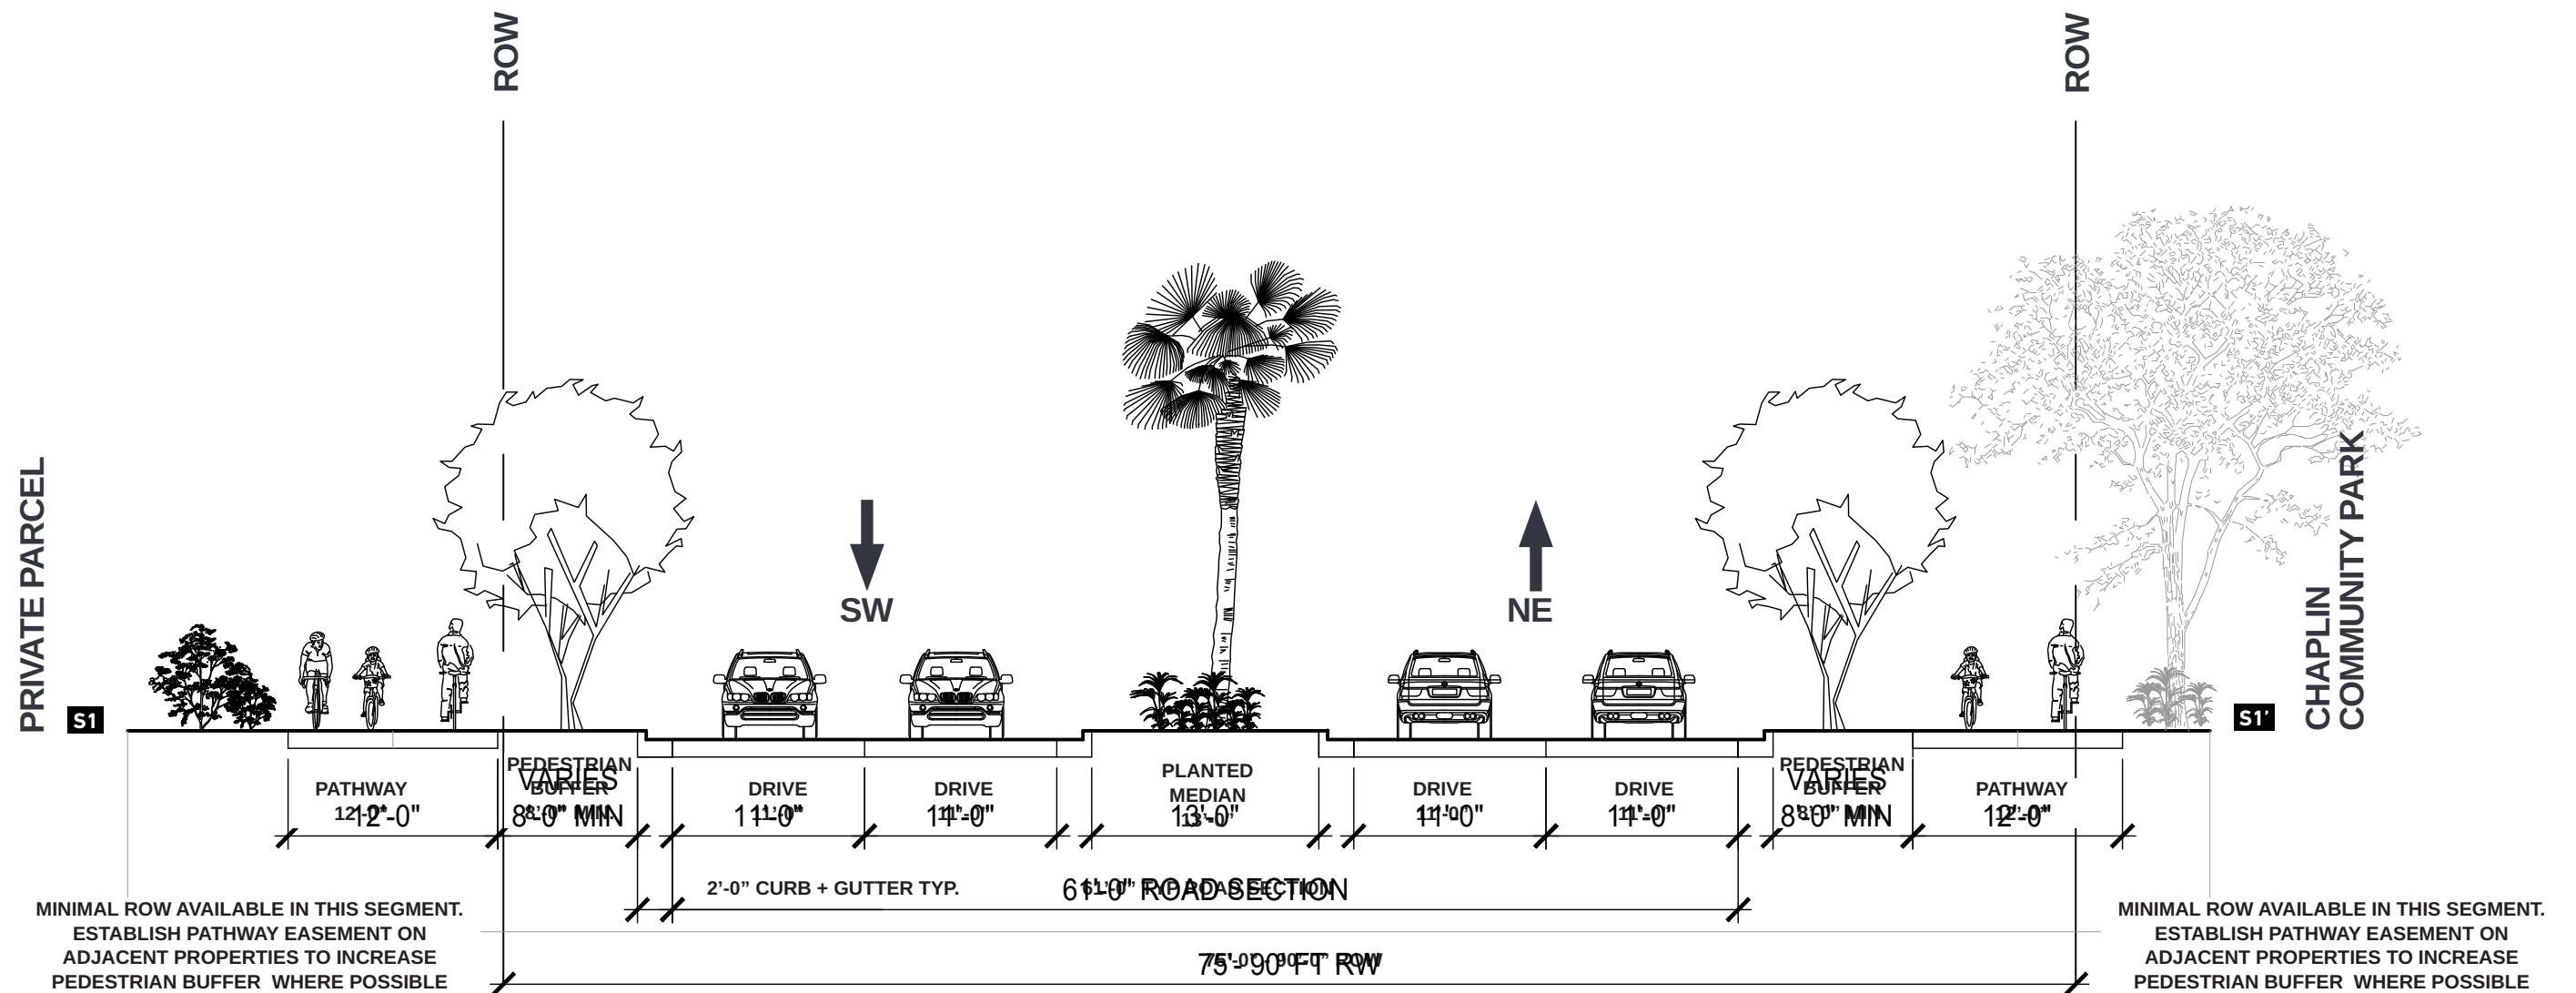 ROW
ROW
PRIVATE PARCEL
SW
NE
CHAPLIN
COMMUNITY PARK
S1
S1'
PATHWAY
12'-0"
PEDESTRIAN
VARIES
BUFFER
8'-0" MIN
DRIVE
11'-0"
DRIVE
11'-0"
PLANTED
MEDIAN
13'-0"
DRIVE
11'-0"
DRIVE
11'-0"
PEDESTRIAN
VARIES
BUFFER
8'-0" MIN
PATHWAY
12'-0"
2’-0” CURB + GUTTER TYP.
61'-0" ROAD SECTION
75'- 90' FT RW
MINIMAL ROW AVAILABLE IN THIS SEGMENT.
ESTABLISH PATHWAY EASEMENT ON
ADJACENT PROPERTIES TO INCREASE
PEDESTRIAN BUFFER WHERE POSSIBLE
MINIMAL ROW AVAILABLE IN THIS SEGMENT.
ESTABLISH PATHWAY EASEMENT ON
ADJACENT PROPERTIES TO INCREASE
PEDESTRIAN BUFFER WHERE POSSIBLE